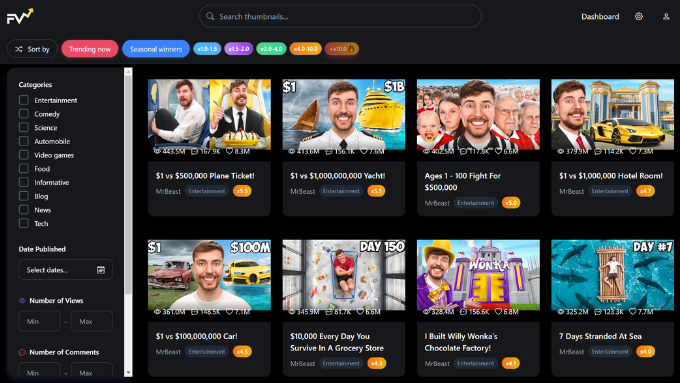 FV
Search thumbnails...
Dashboard
Sort by
Trending now
Seasonal winners
x1.0-1.5
x1.5-2.0
x2.0-4.0
x4.0-10.0
>x10.0
Categories
Entertainment
Comedy
Science
Automobile
Video games
Food
Informative
Blog
News
Tech
Date Published
Select dates...
Number of Views
Min - Max
Number of Comments
Min - Max
443.5M 167.9K 8.3M
$1 vs $500,000 Plane Ticket!
MrBeast Entertainment x5.5
$1 $1B
413.6M 156.1K 7.6M
$1 vs $1,000,000,000 Yacht!
MrBeast Entertainment x5.1
402.5M 117.8K 6.6M
Ages 1 - 100 Fight For
$500,000
MrBeast Entertainment x5.0
379.9M 114.2K 7.3M
$1 vs $1,000,000 Hotel Room!
MrBeast Entertainment x4.7
$1 $100M
361.0M 148.5K 7.1M
$1 vs $100,000,000 Car!
MrBeast Entertainment x4.5
DAY 150
345.9M 81.7K 6.6M
$10,000 Every Day You
Survive In A Grocery Store
MrBeast Entertainment x4.3
WONKA
328.4M 156.6K 6.8M
I Built Willy Wonka's
Chocolate Factory!
MrBeast Entertainment x4.1
DAY #7
325.2M 123.3K 7.7M
7 Days Stranded At Sea
MrBeast Entertainment x4.0